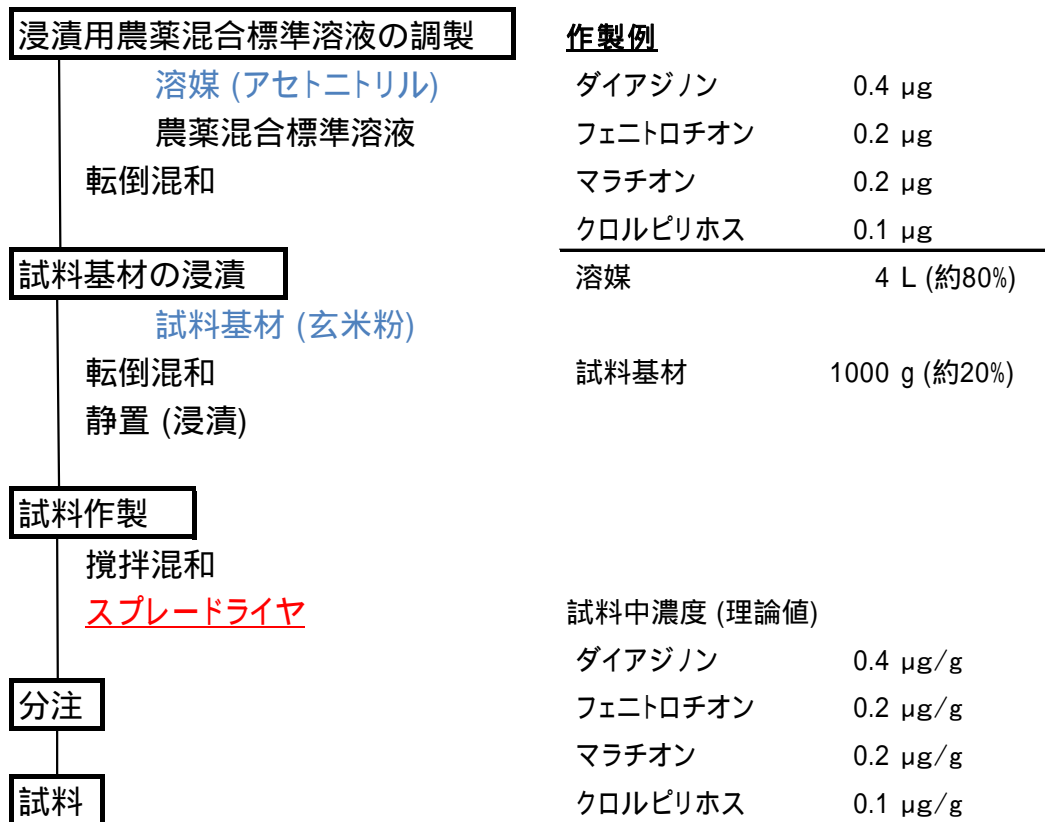 浸漬用農薬混合標準溶液の調製
溶媒 (アセトニトリル)
農薬混合標準溶液
転倒混和
試料基材の浸漬
試料基材 (玄米粉)
転倒混和
静置 (浸漬)
試料作製
撹拌混和
スプレードライヤ
分注
試料
作製例
ダイアジノン 0.4 μg
フェニトロチオン 0.2 μg
マラチオン 0.2 μg
クロルピリホス 0.1 μg
溶媒 4 L (約80%)
試料基材 1000 g (約20%)
試料中濃度 (理論値)
ダイアジノン 0.4 μg/g
フェニトロチオン 0.2 μg/g
マラチオン 0.2 μg/g
クロルピリホス 0.1 μg/g